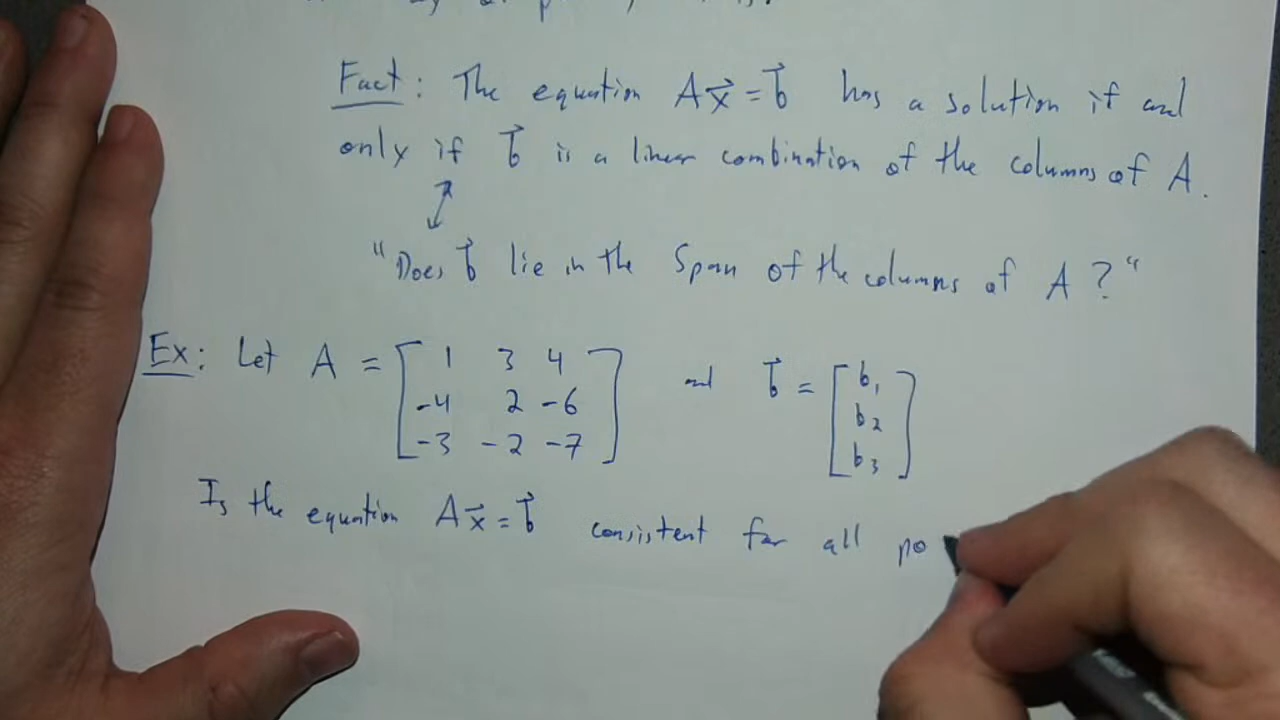 Fact: The equation Ax⃗ = b⃗ has a solution if and
only if b⃗ is a linear combination of the columns of A.
"Does b⃗ lie in the Span of the columns of A?"
Ex: Let A = [ 1 3 4 and b⃗ = [ b₁
-4 2 -6 b₂
-3 -2 -7 ] b₃ ]
Is the equation Ax⃗ = b⃗ consistent for all po